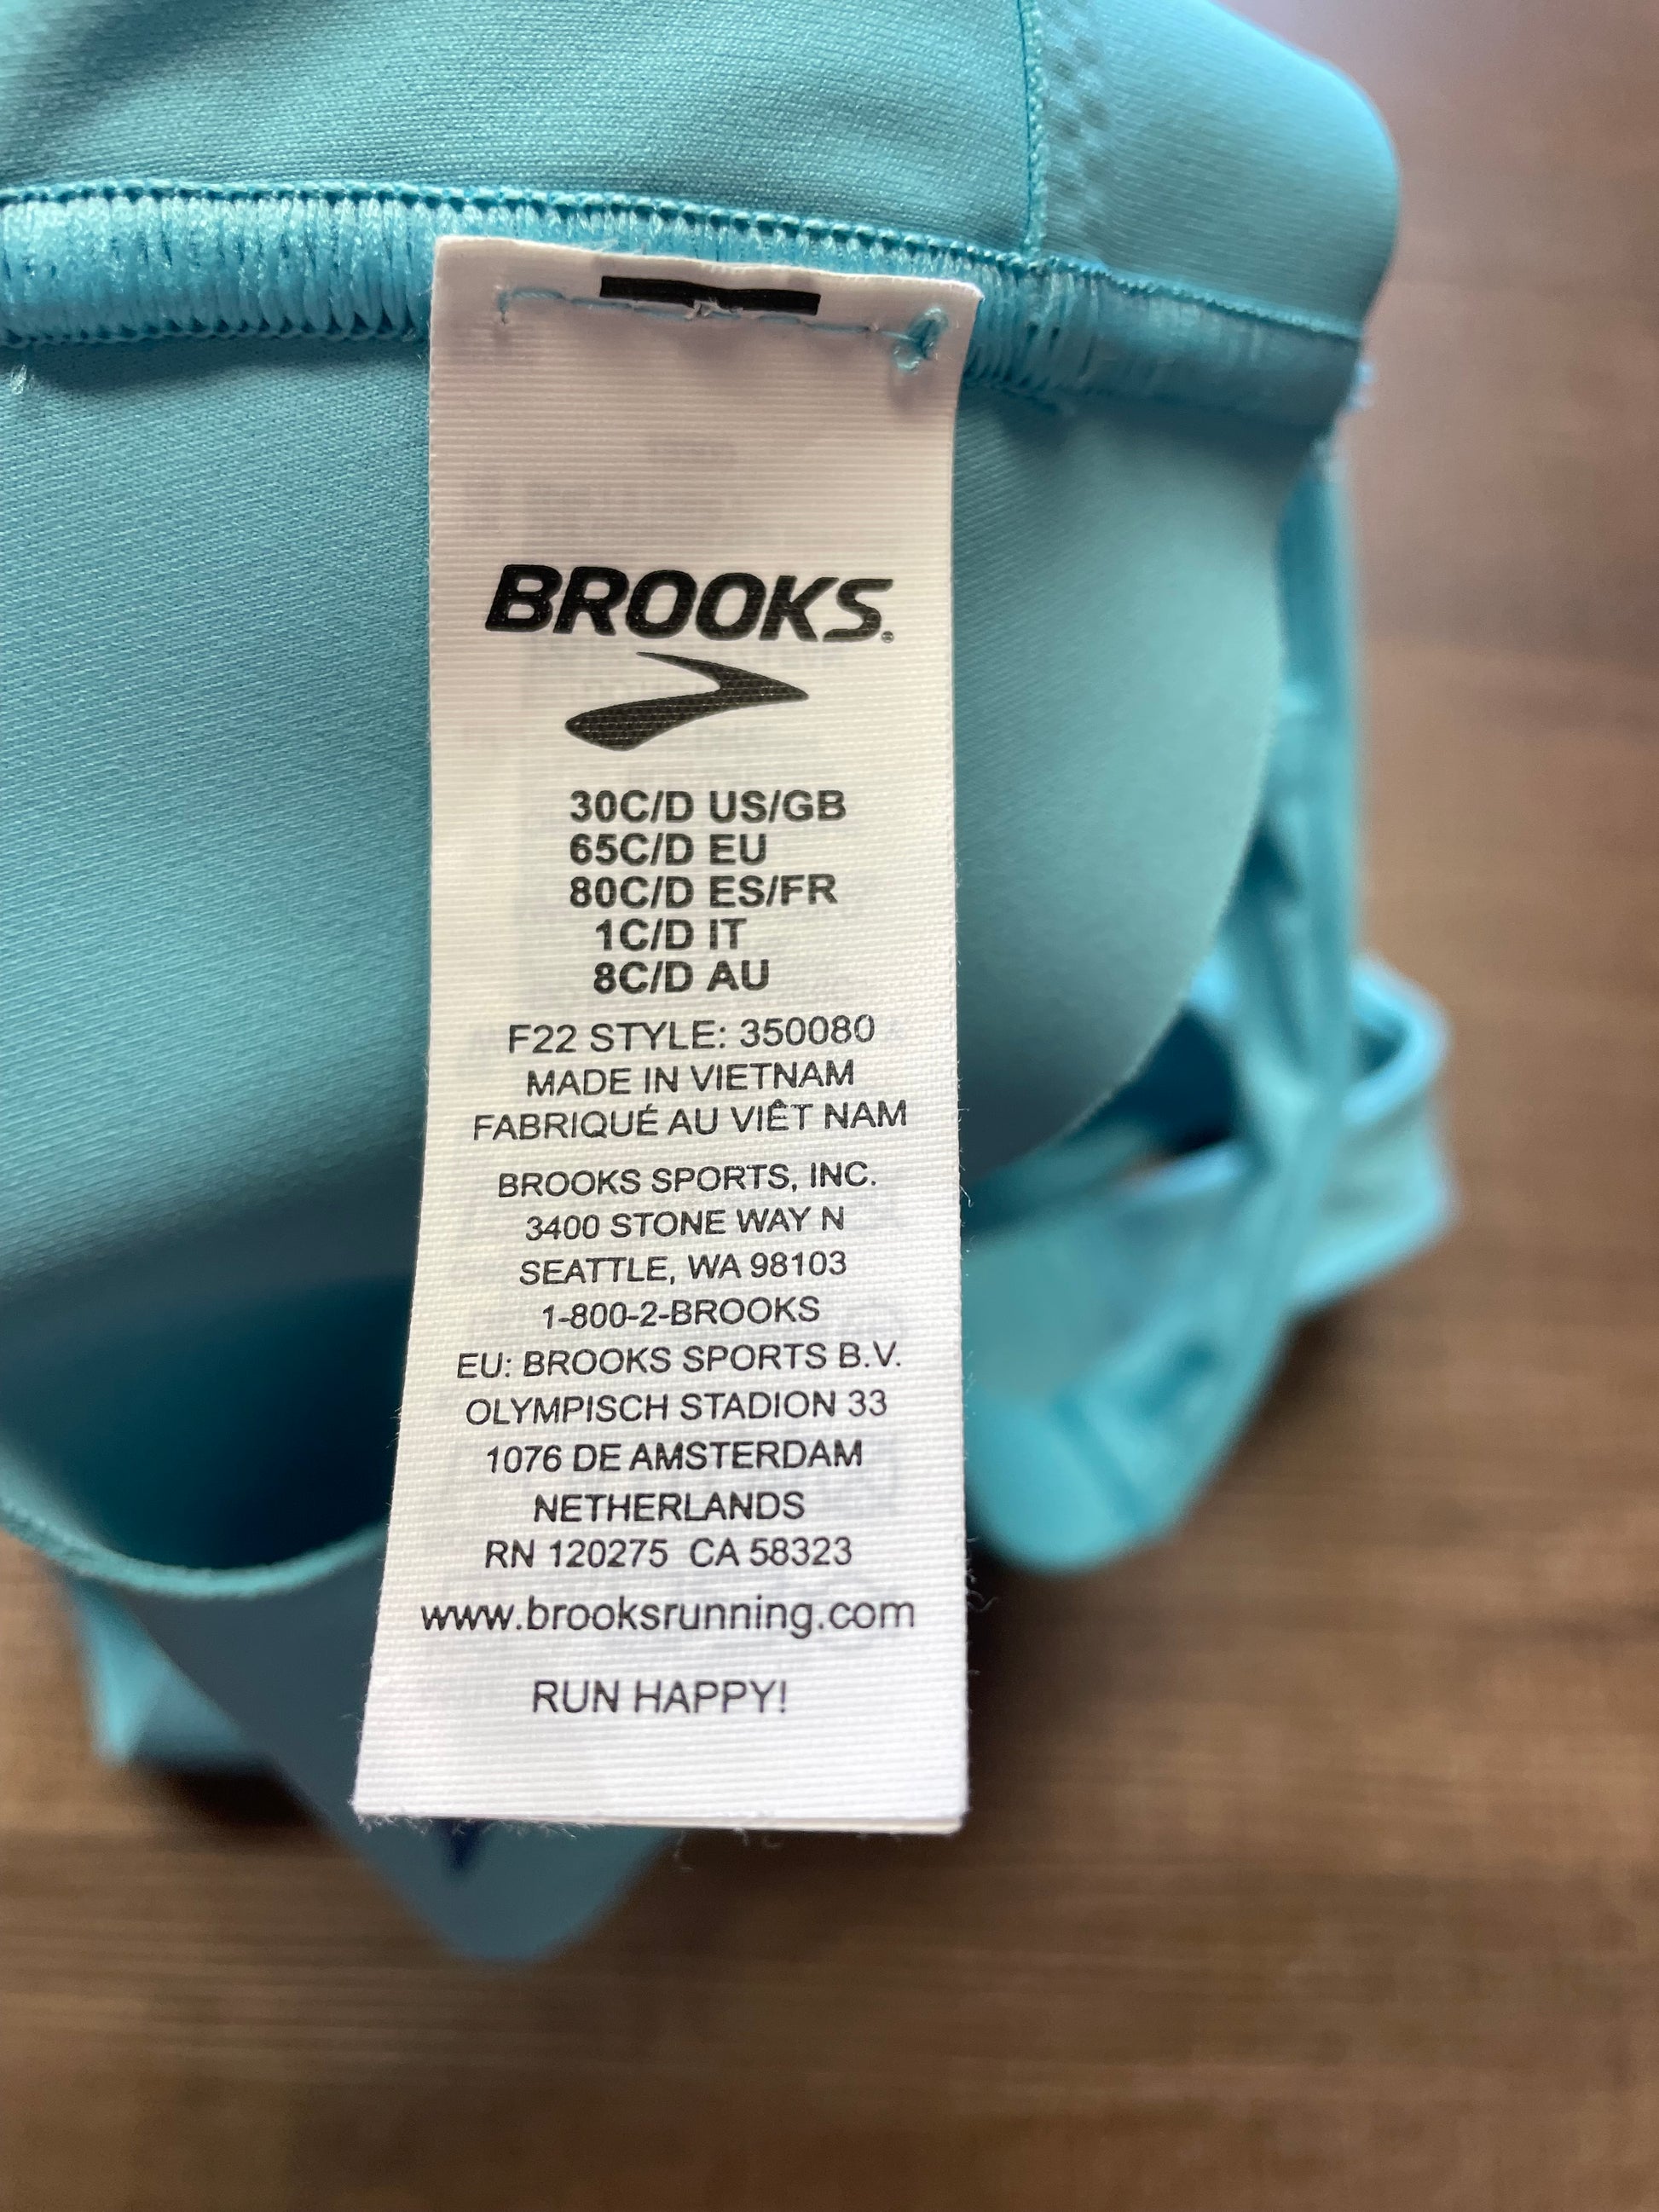 BROOKS
30C/D US/GB
65C/D EU
80C/D ES/FR
1C/D IT
8C/D AU
F22 STYLE: 350080
MADE IN VIETNAM
FABRIQUÉ AU VIÊT NAM
BROOKS SPORTS, INC.
3400 STONE WAY N
SEATTLE, WA 98103
1-800-2-BROOKS
EU: BROOKS SPORTS B.V.
OLYMPISCH STADION 33
1076 DE AMSTERDAM
NETHERLANDS
RN 120275 CA 58323
www.brooksrunning.com
RUN HAPPY!